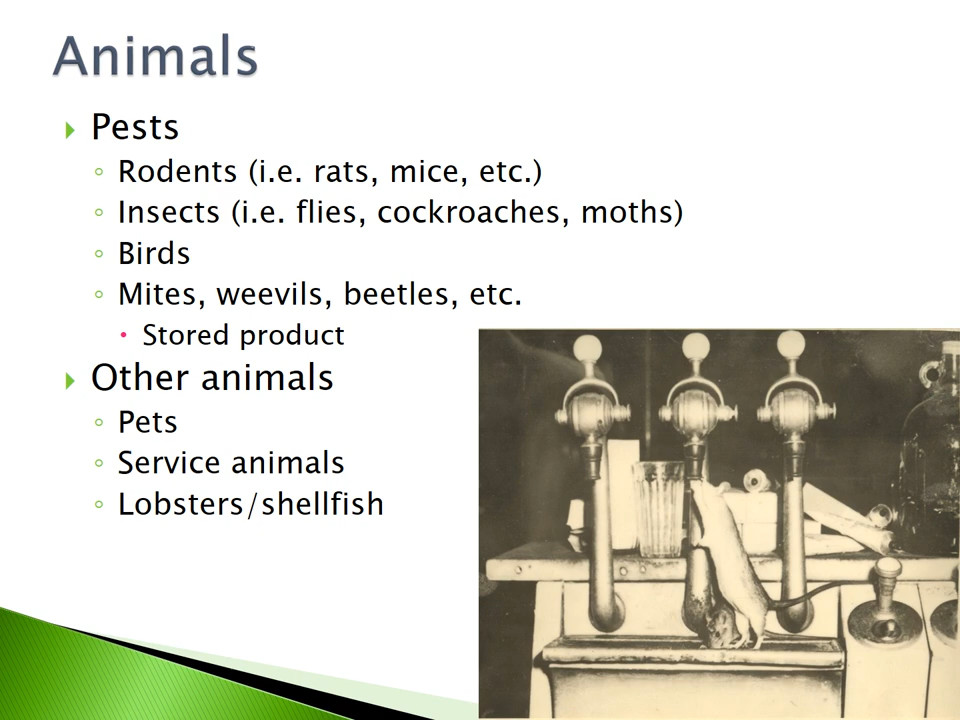 Animals
Pests
Rodents (i.e. rats, mice, etc.)
Insects (i.e. flies, cockroaches, moths)
Birds
Mites, weevils, beetles, etc.
Stored product
Other animals
Pets
Service animals
Lobsters/shellfish